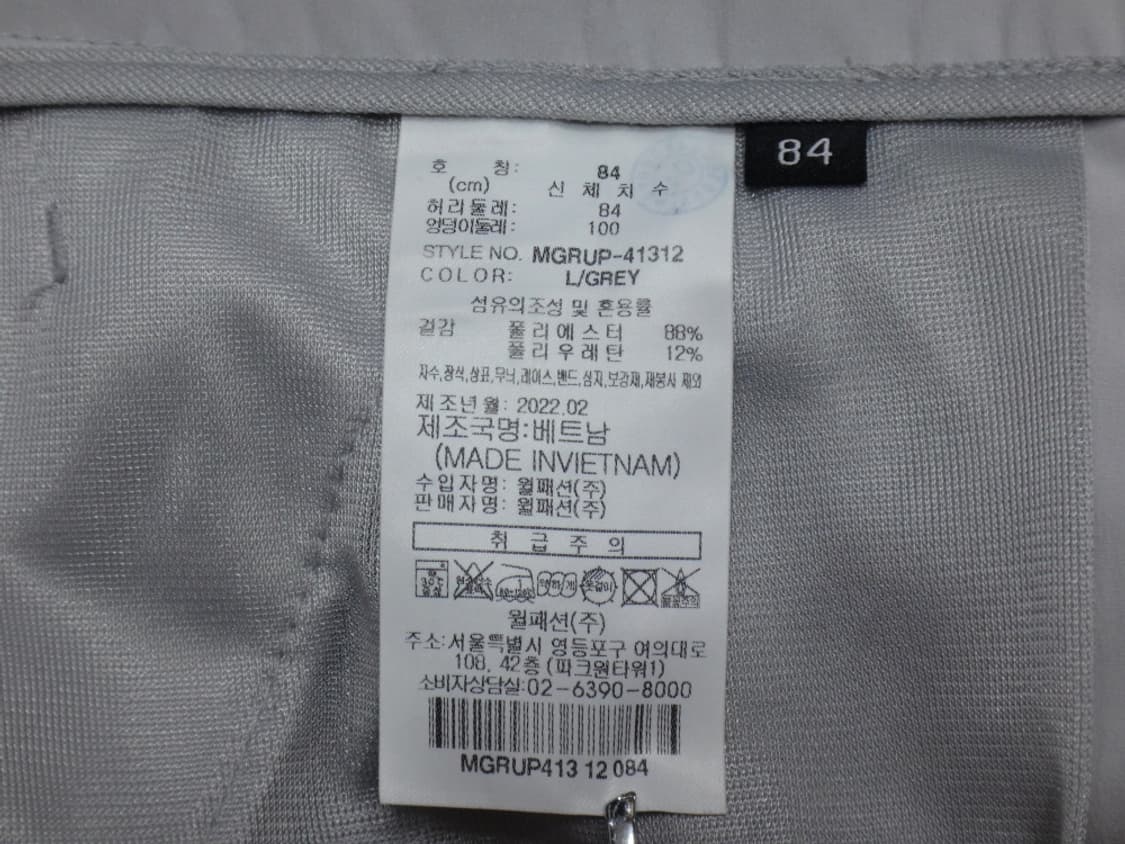 84
호 칭: 84
(cm) 신 체 치 수
허리둘레: 84
엉덩이둘레: 100
STYLE NO. MGRUP-41312
COLOR: L/GREY
섬유의조성 및 혼용률
겉감 폴리에스터 88%
폴리우레탄 12%
자수,장식,상표,무늬,레이스,밴드,심지,보강재,재봉사 제외
제조년월: 2022.02
제조국명:베트남
(MADE INVIETNAM)
수입자명: 월패션(주)
판매자명: 월패션(주)
취 급 주 의
약하게
월패션(주)
주소:서울특별시 영등포구 여의대로
108, 42층 (파크원타워1)
소비자상담실:02-6390-8000
MGRUP413 12 084